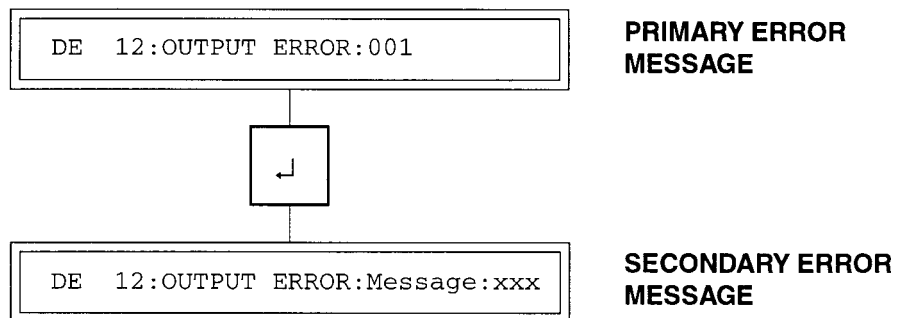 DE 12:OUTPUT ERROR:001
PRIMARY ERROR
MESSAGE
↵
DE 12:OUTPUT ERROR:Message:xxx
SECONDARY ERROR
MESSAGE